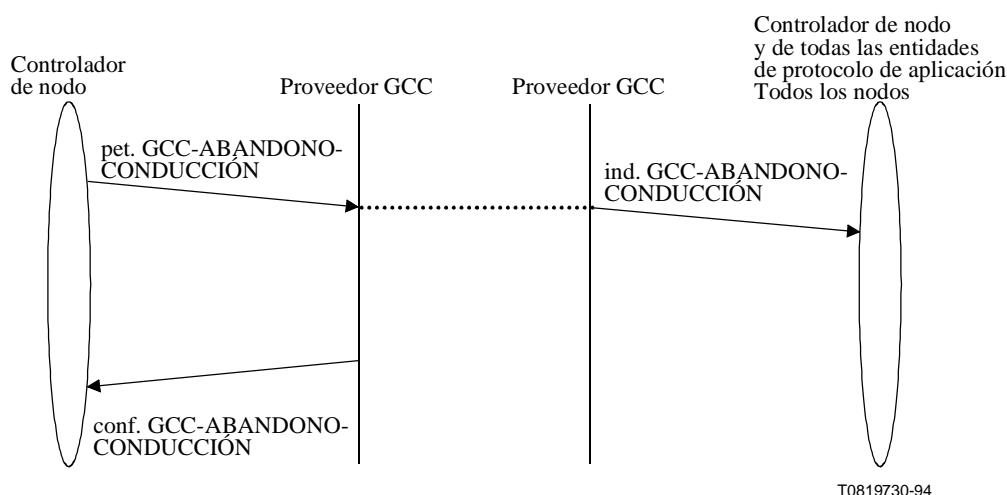 Controlador de nodo
y de todas las entidades
de protocolo de aplicación
Todos los nodos
Controlador
de nodo
Proveedor GCC
Proveedor GCC
pet. GCC-ABANDONO-
CONDUCCIÓN
ind. GCC-ABANDONO-
CONDUCCIÓN
conf. GCC-ABANDONO-
CONDUCCIÓN
T0819730-94